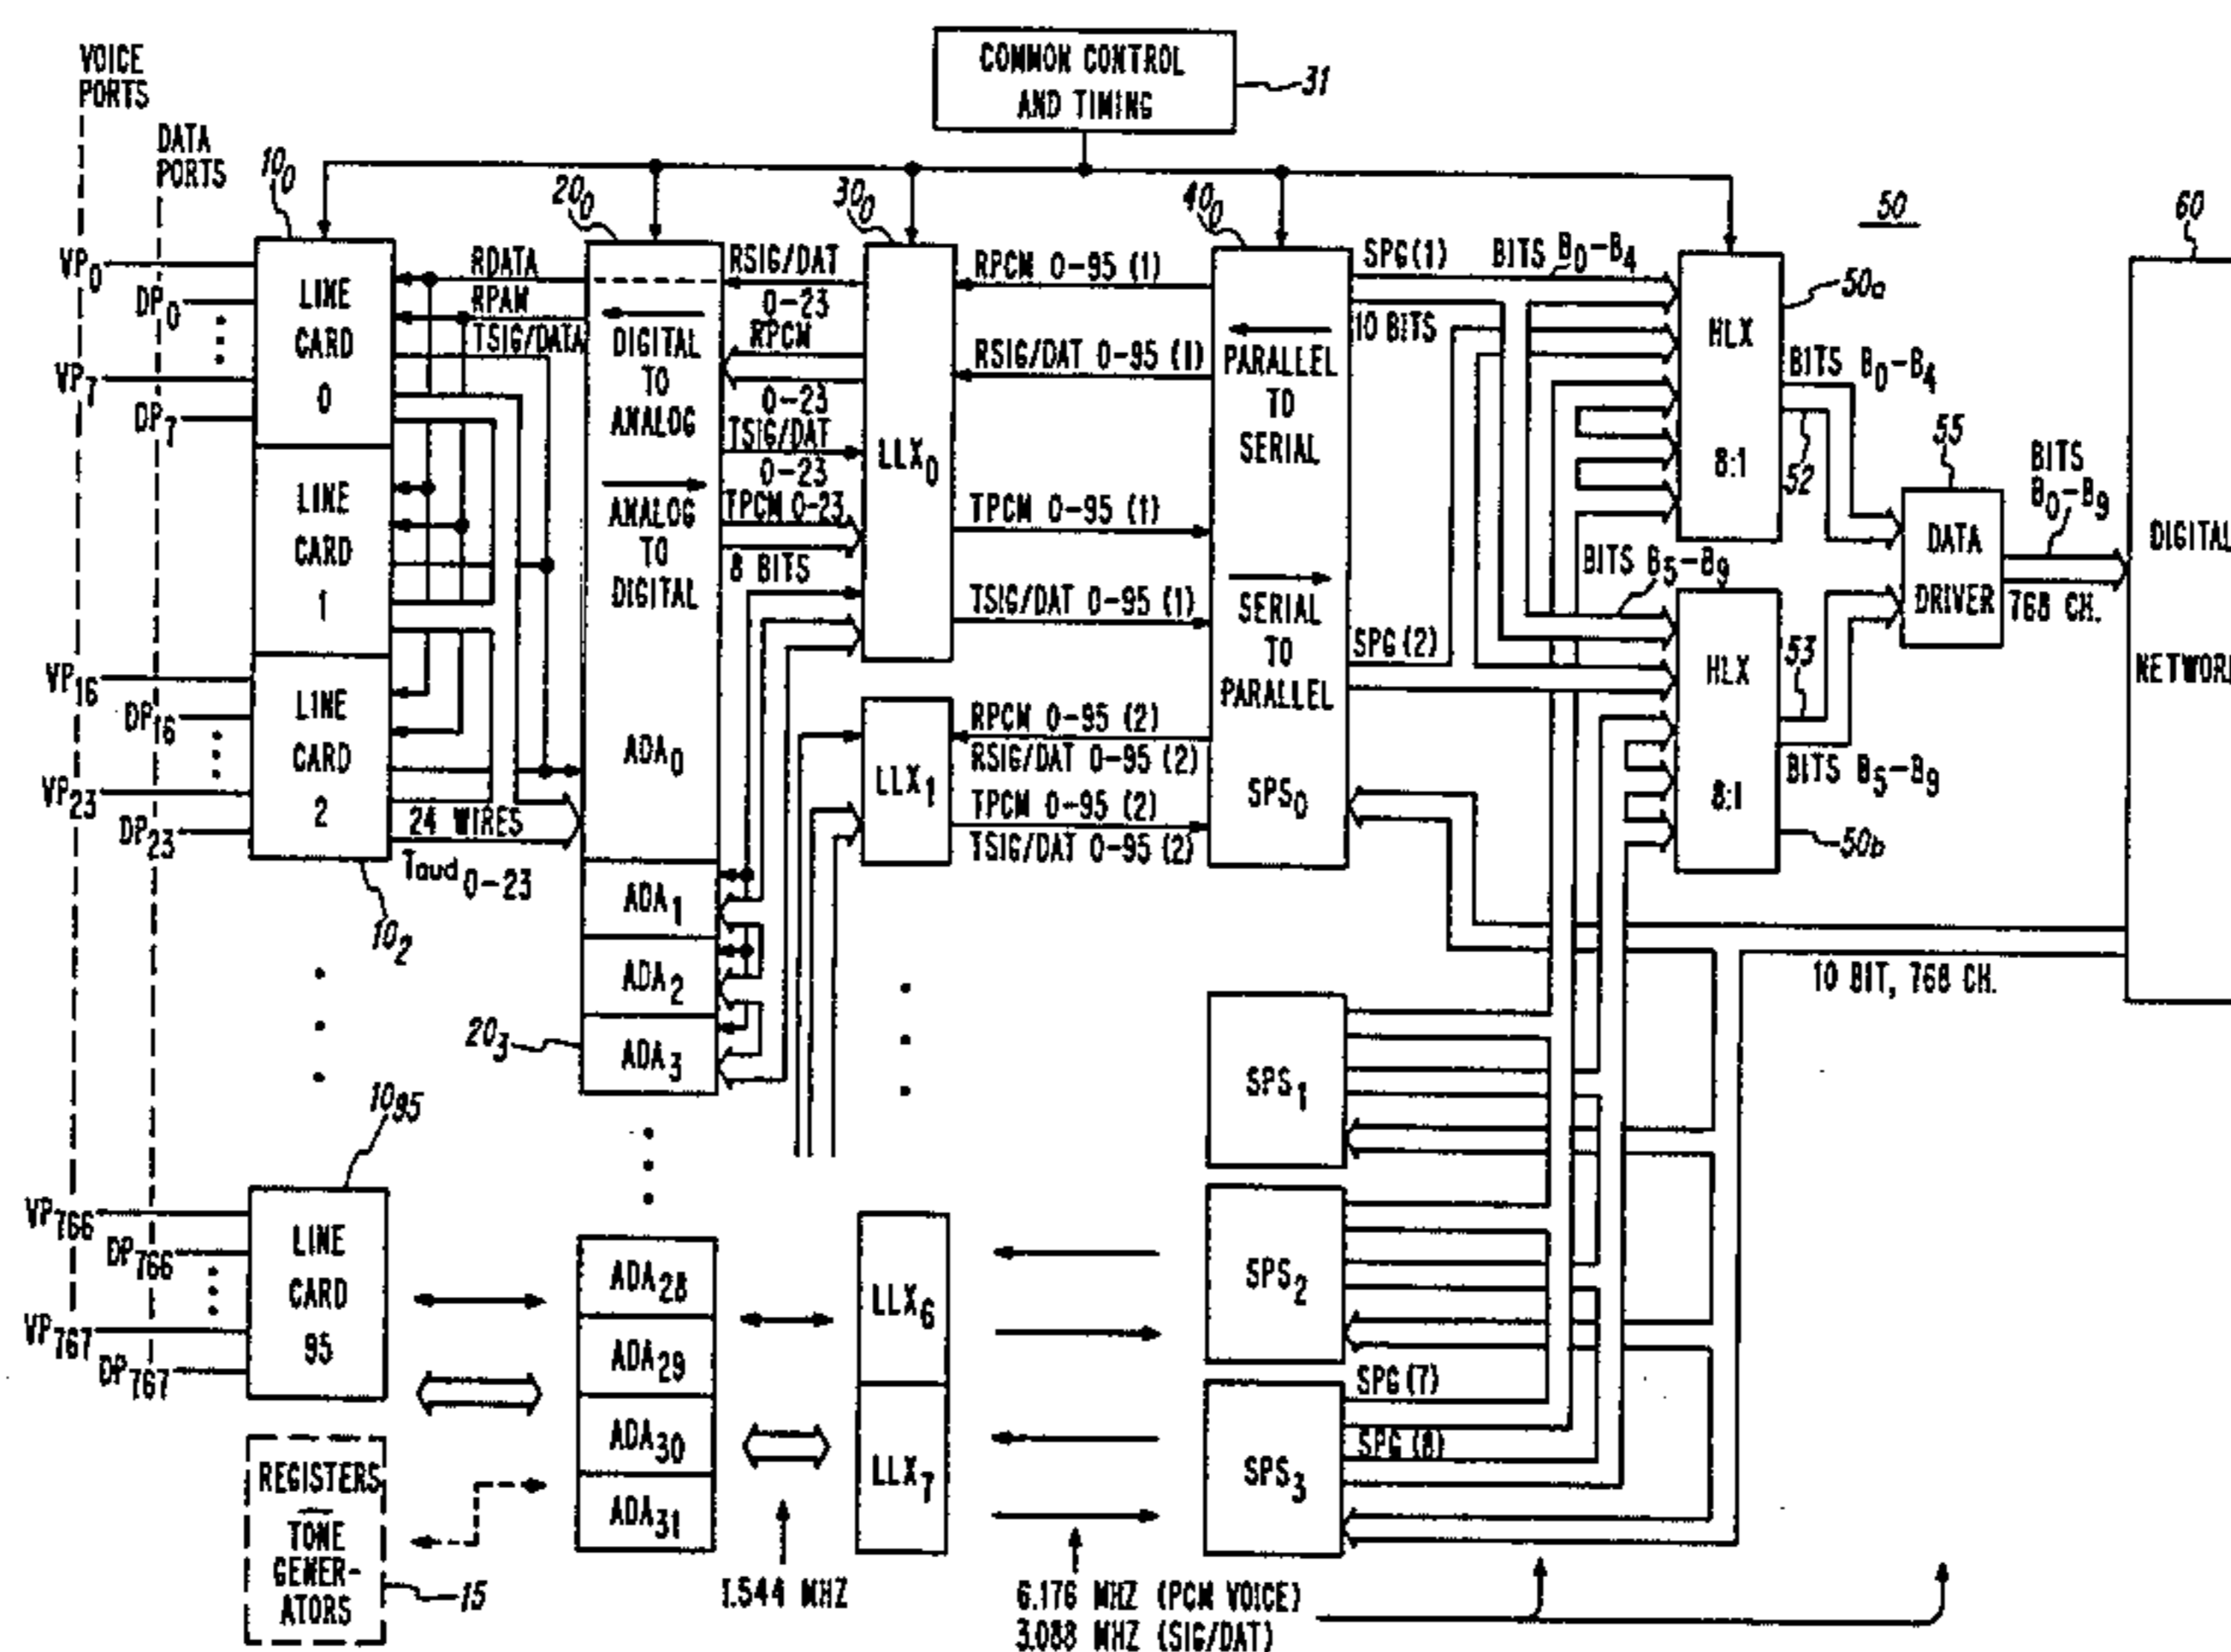 COMMON CONTROL
AND TIMING
31
VOICE
PORTS
DATA
PORTS
10₀
20₀
30₀
40₀
50
60
VP₀
DP₀
VP₇
DP₇
VP₁₆
DP₁₆
VP₂₃
DP₂₃
LINE
CARD
0
LINE
CARD
1
LINE
CARD
2
10₂
RDATA
RPAM
TSIG/DATA
24 WIRES
Taud 0-23
DIGITAL
TO
ANALOG
ANALOG
TO
DIGITAL
ADA₀
ADA₁
ADA₂
ADA₃
20₃
RSIG/DAT
0-23
RPCM
0-23
TSIG/DAT
0-23
TPCM 0-23
8 BITS
LLX₀
LLX₁
RPCM 0-95 (1)
RSIG/DAT 0-95 (1)
TPCM 0-95 (1)
TSIG/DAT 0-95 (1)
RPCM 0-95 (2)
RSIG/DAT 0-95 (2)
TPCM 0-95 (2)
TSIG/DAT 0-95 (2)
PARALLEL
TO
SERIAL
SERIAL
TO
PARALLEL
SPS₀
SPG(1)
BITS B₀-B₄
10 BITS
SPG(2)
BITS B₅-B₉
HLX
8:1
50a
BITS B₀-B₄
52
HLX
8:1
53
BITS B₅-B₉
50b
55
DATA
DRIVER
BITS
B₀-B₉
768 CH.
DIGITAL
NETWORK
10 BIT, 768 CH.
10₉₅
VP₇₆₆
DP₇₆₆
VP₇₆₇
DP₇₆₇
LINE
CARD
95
REGISTERS
TONE
GENER-
ATORS
15
ADA₂₈
ADA₂₉
ADA₃₀
ADA₃₁
LLX₆
LLX₇
SPS₁
SPS₂
SPS₃
SPG(7)
SPG(8)
1.544 MHZ
6.176 MHZ (PCM VOICE)
3.088 MHZ (SIG/DAT)